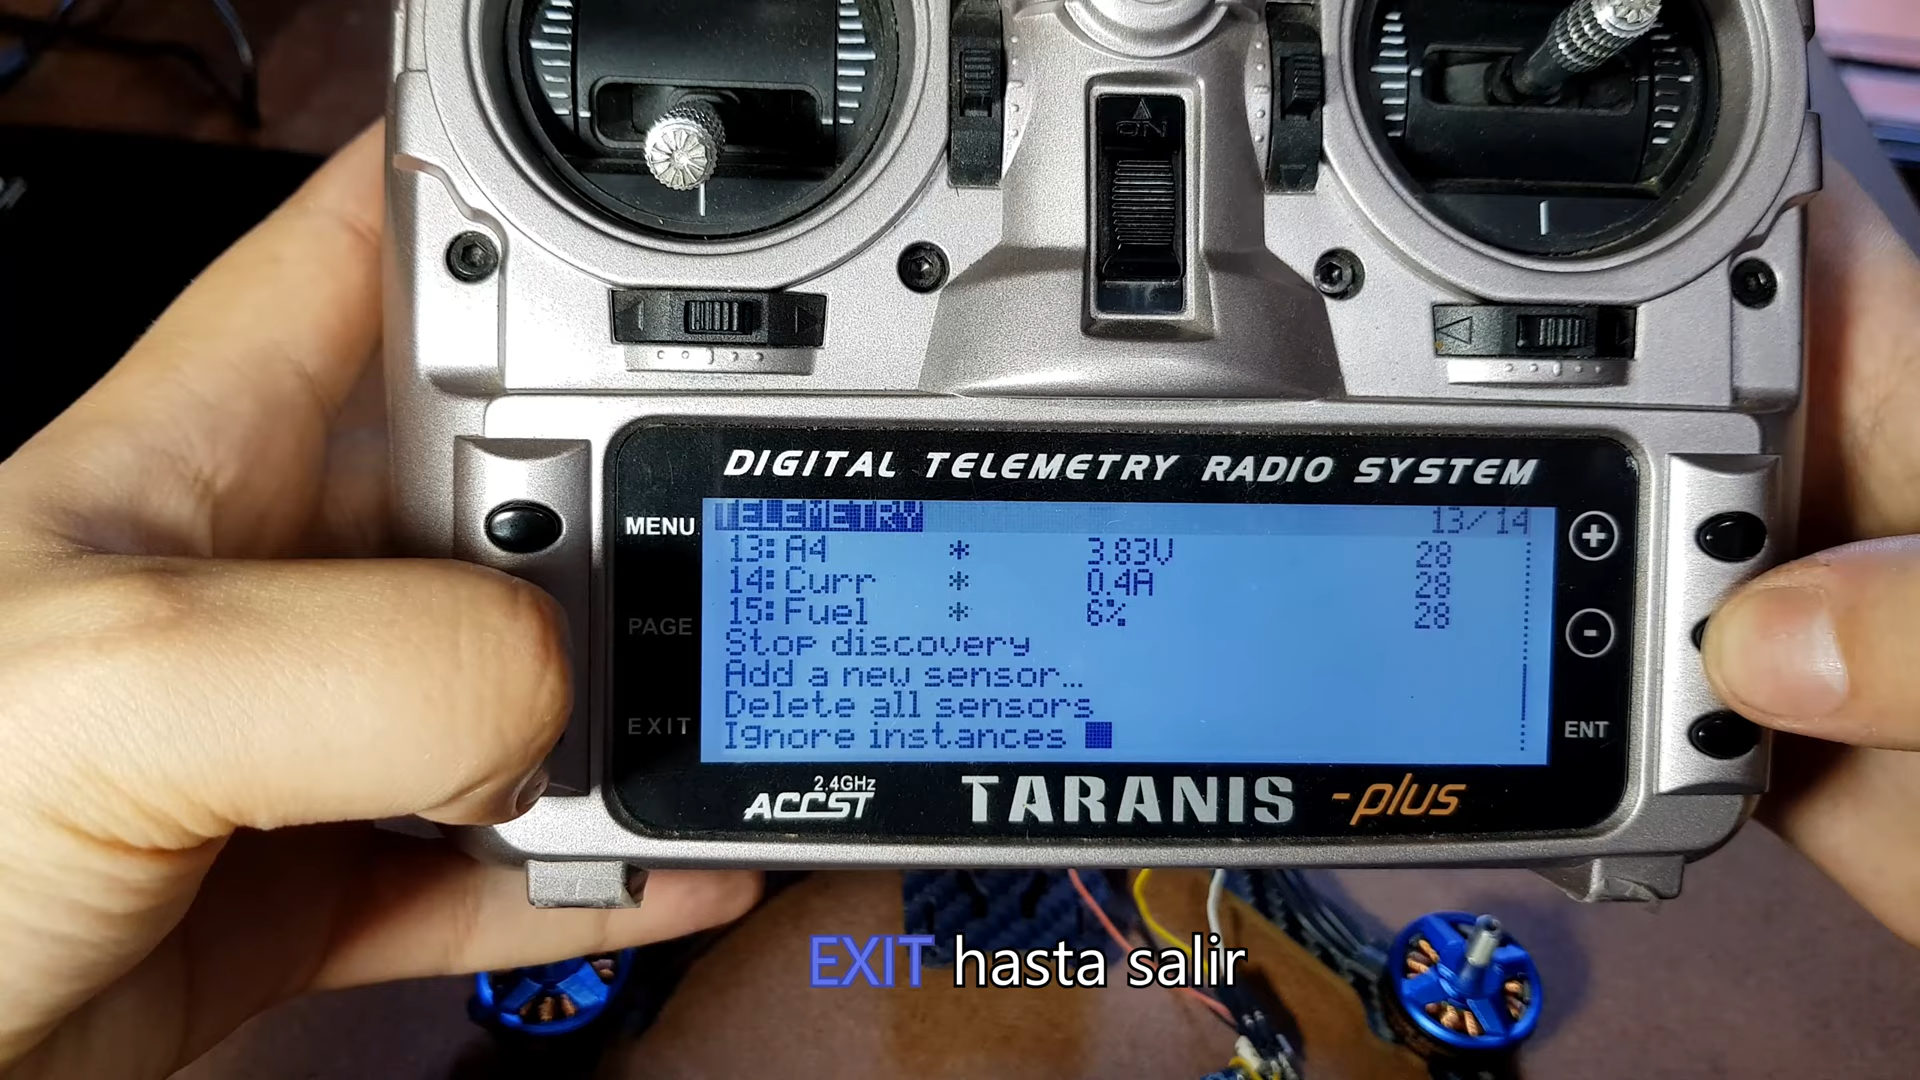 ON
DIGITAL TELEMETRY RADIO SYSTEM
MENU
PAGE
EXIT
TELEMETRY 13/14
13: A4 * 3.83V 28
14: Curr * 0.4A 28
15: Fuel * 6% 28
Stop discovery
Add a new sensor...
Delete all sensors
Ignore instances
+
-
ENT
2.4GHz
ACCST
TARANIS -plus
EXIT hasta salir